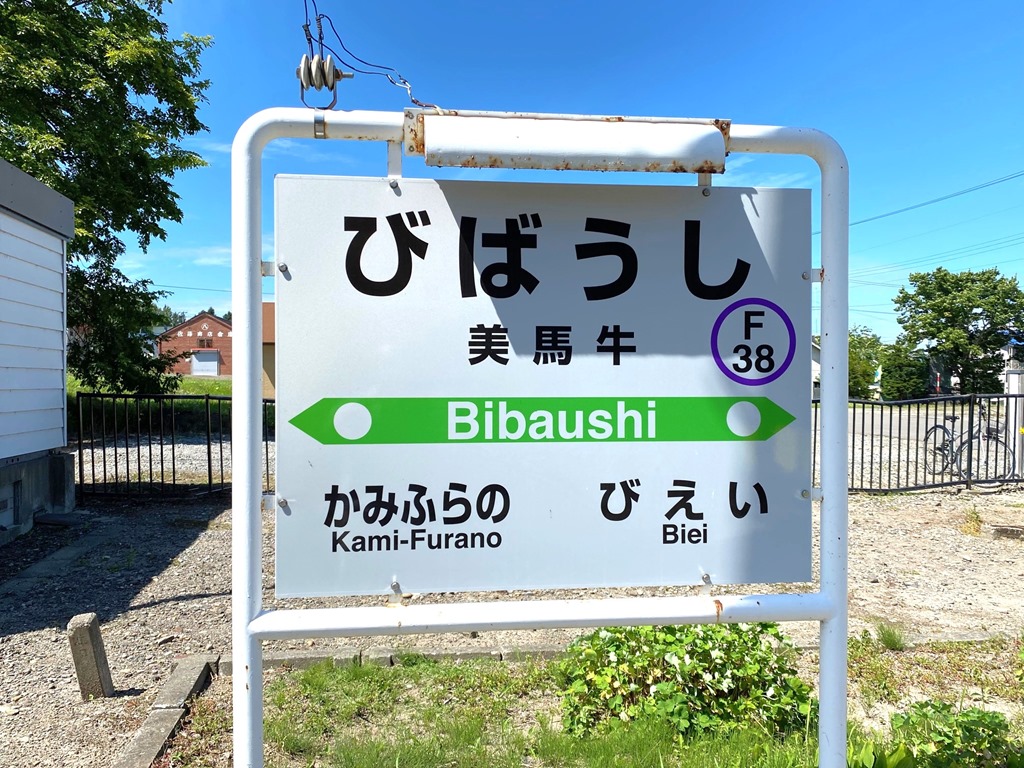 びばうし
美馬牛
F
38
Bibaushi
かみふらの びえい
Kami-Furano Biei